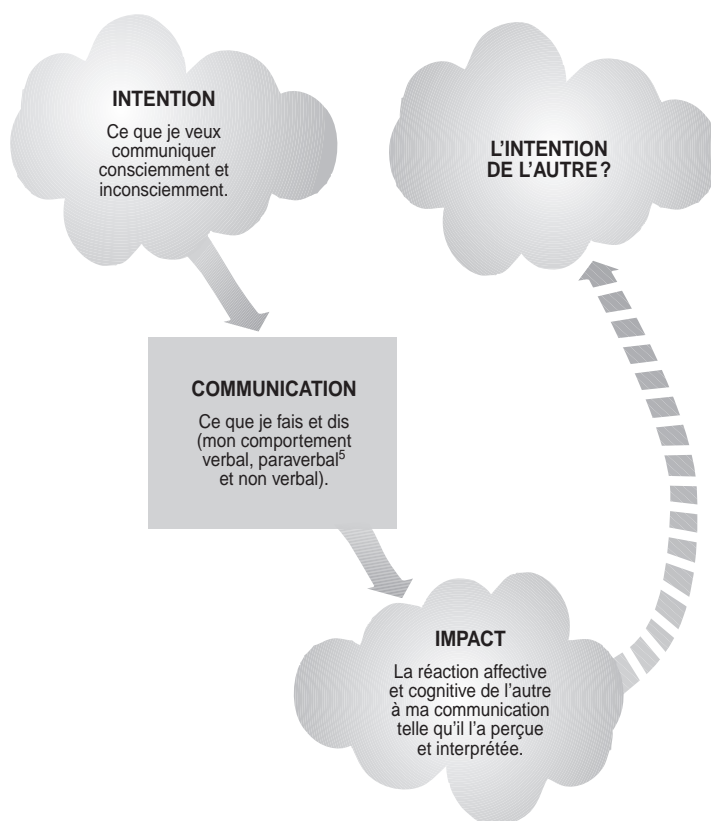 INTENTION
Ce que je veux
communiquer
consciemment et
inconsciemment.
L'INTENTION
DE L'AUTRE ?
COMMUNICATION
Ce que je fais et dis
(mon comportement
verbal, paraverbal⁵
et non verbal).
IMPACT
La réaction affective
et cognitive de l'autre
à ma communication
telle qu'il l'a perçue
et interprétée.